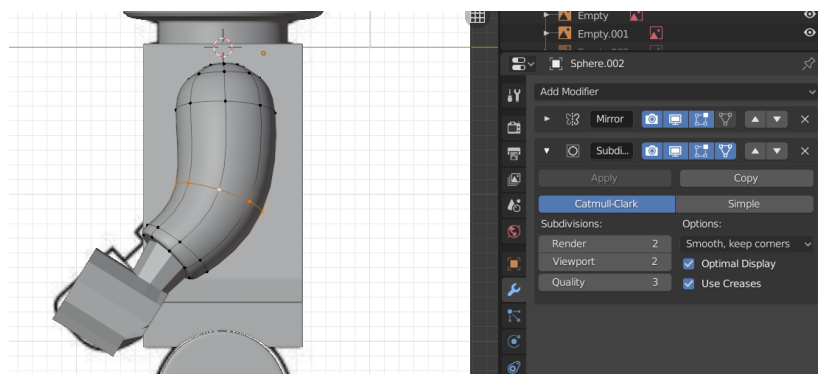 Empty
Empty.001
Sphere.002
Add Modifier
Mirror
Subdi...
Apply Copy
Catmull-Clark Simple
Subdivisions: Options:
Render 2 Smooth, keep corners
Viewport 2 Optimal Display
Quality 3 Use Creases